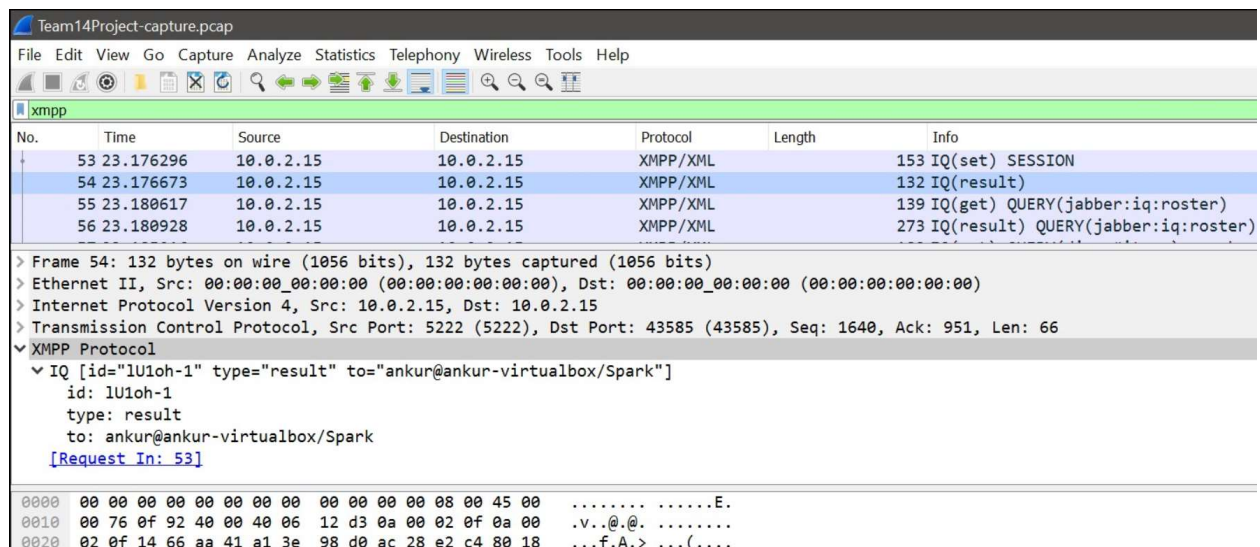 Team14Project-capture.pcap
File Edit View Go Capture Analyze Statistics Telephony Wireless Tools Help
xmpp
No. Time Source Destination Protocol Length Info
53 23.176296 10.0.2.15 10.0.2.15 XMPP/XML 153 IQ(set) SESSION
54 23.176673 10.0.2.15 10.0.2.15 XMPP/XML 132 IQ(result)
55 23.180617 10.0.2.15 10.0.2.15 XMPP/XML 139 IQ(get) QUERY(jabber:iq:roster)
56 23.180928 10.0.2.15 10.0.2.15 XMPP/XML 273 IQ(result) QUERY(jabber:iq:roster)
> Frame 54: 132 bytes on wire (1056 bits), 132 bytes captured (1056 bits)
> Ethernet II, Src: 00:00:00_00:00:00 (00:00:00:00:00:00), Dst: 00:00:00_00:00:00 (00:00:00:00:00:00)
> Internet Protocol Version 4, Src: 10.0.2.15, Dst: 10.0.2.15
> Transmission Control Protocol, Src Port: 5222 (5222), Dst Port: 43585 (43585), Seq: 1640, Ack: 951, Len: 66
XMPP Protocol
IQ [id="lU1oh-1" type="result" to="ankur@ankur-virtualbox/Spark"]
id: lU1oh-1
type: result
to: ankur@ankur-virtualbox/Spark
[Request In: 53]
0000 00 00 00 00 00 00 00 00 00 00 00 00 08 00 45 00 ........ ......E.
0010 00 76 0f 92 40 00 40 06 12 d3 0a 00 02 0f 0a 00 .v..@.@. ........
0020 02 0f 14 66 aa 41 a1 3e 98 d0 ac 28 e2 c4 80 18 ...f.A.> ...(....